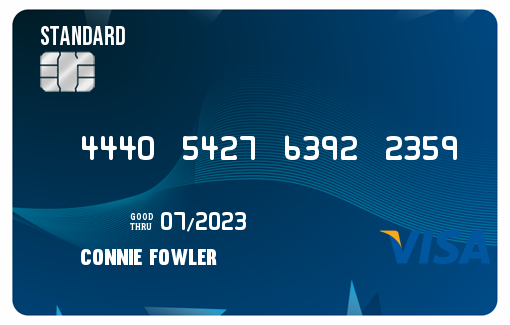 STANDARD
4440 5427 6392 2359
GOOD THRU 07/2023
CONNIE FOWLER
VISA